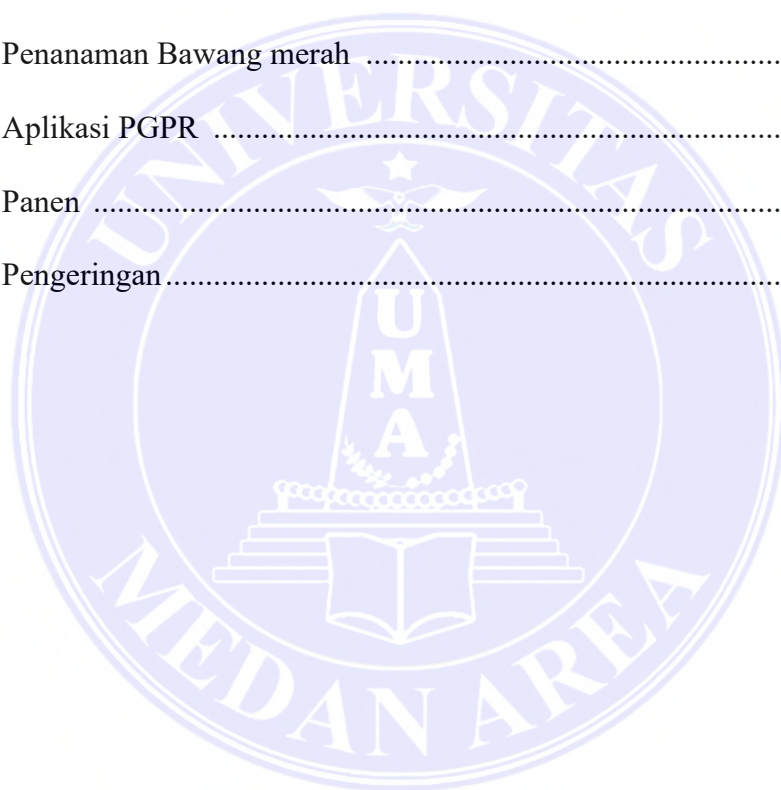 Penanaman Bawang merah ....................................................
Aplikasi PGPR ........................................................................
Panen .......................................................................................
Pengeringan..............................................................................
UNIVERSITAS
UMA
MEDAN AREA